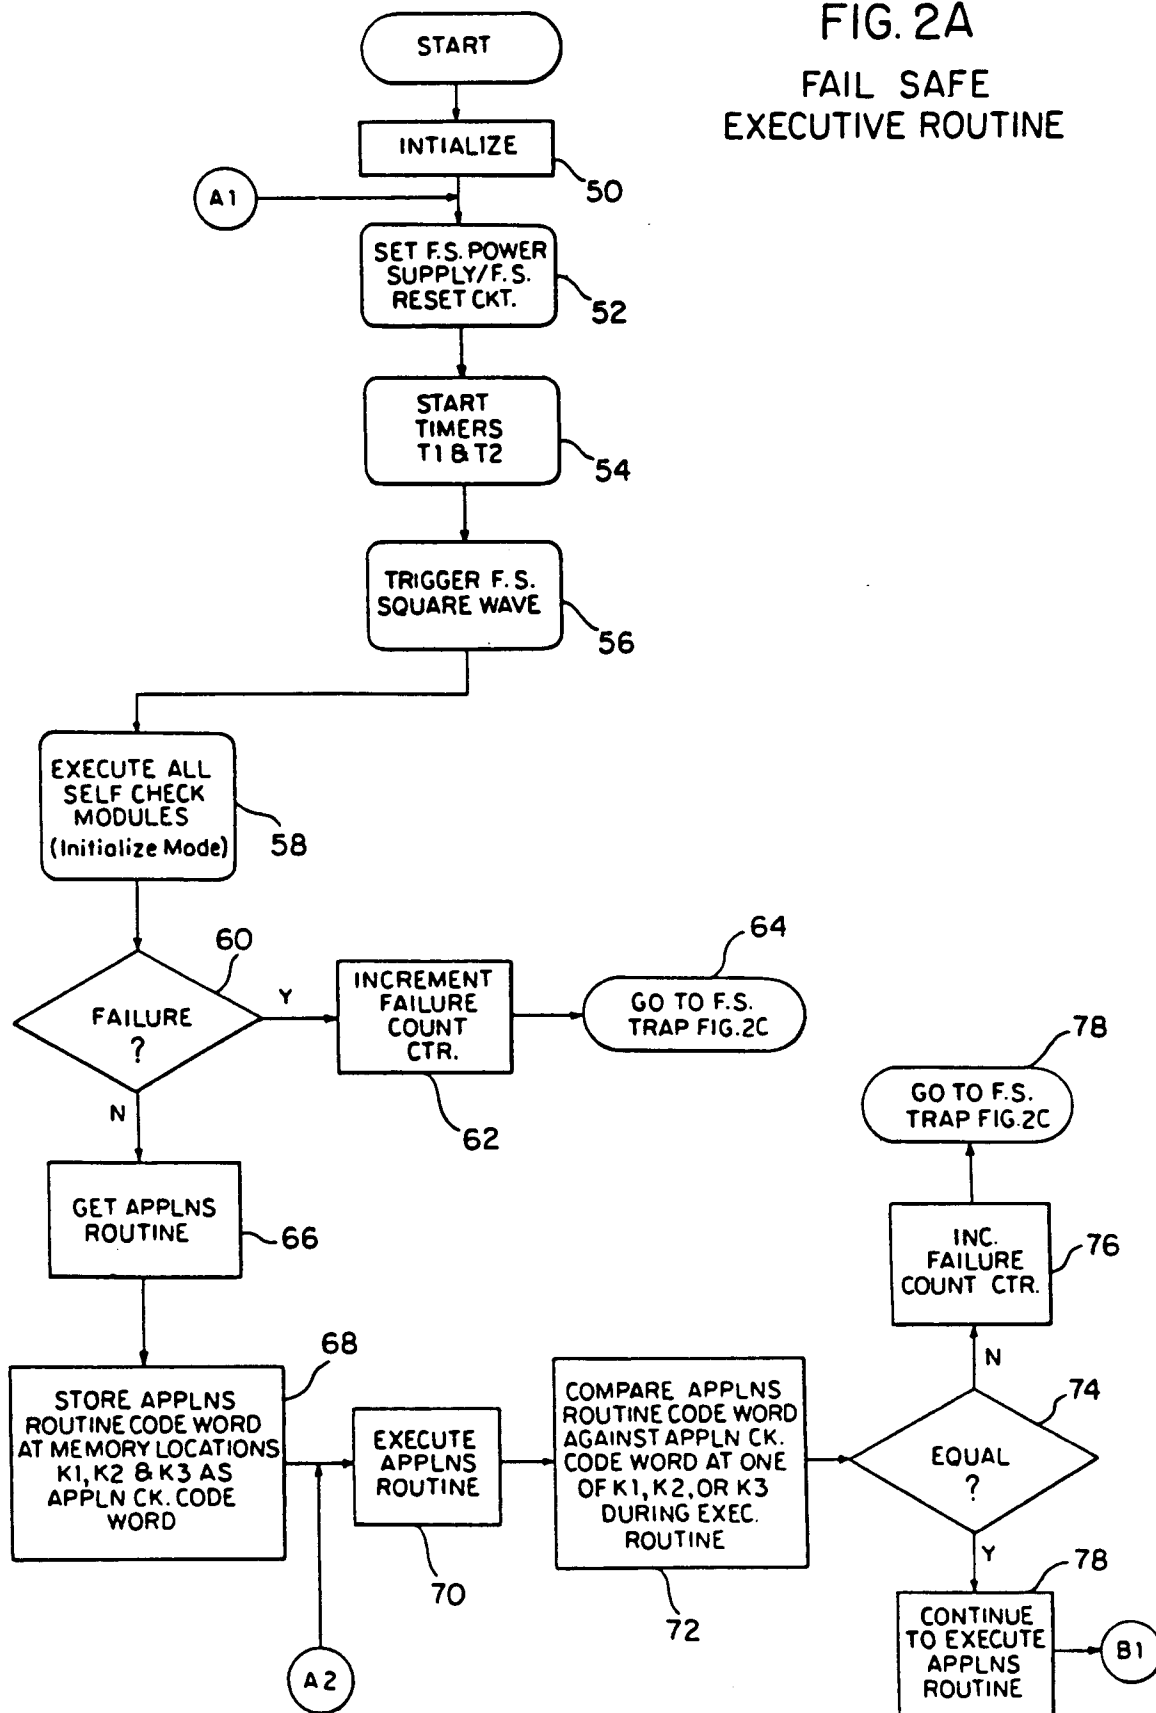 FIG. 2A
FAIL SAFE
EXECUTIVE ROUTINE
START
INTIALIZE
50
A1
SET F.S. POWER
SUPPLY/F.S.
RESET CKT.
52
START
TIMERS
T1 & T2
54
TRIGGER F.S.
SQUARE WAVE
56
EXECUTE ALL
SELF CHECK
MODULES
(Initialize Mode)
58
60
FAILURE
?
Y
N
INCREMENT
FAILURE
COUNT
CTR.
62
64
GO TO F.S.
TRAP FIG.2C
GET APPLNS
ROUTINE
66
68
STORE APPLNS
ROUTINE CODE WORD
AT MEMORY LOCATIONS
K1, K2 & K3 AS
APPLN CK. CODE
WORD
A2
EXECUTE
APPLNS
ROUTINE
70
COMPARE APPLNS
ROUTINE CODE WORD
AGAINST APPLN CK.
CODE WORD AT ONE
OF K1, K2, OR K3
DURING EXEC.
ROUTINE
72
74
EQUAL
?
N
Y
INC.
FAILURE
COUNT CTR.
76
78
GO TO F.S.
TRAP FIG.2C
78
CONTINUE
TO EXECUTE
APPLNS
ROUTINE
B1